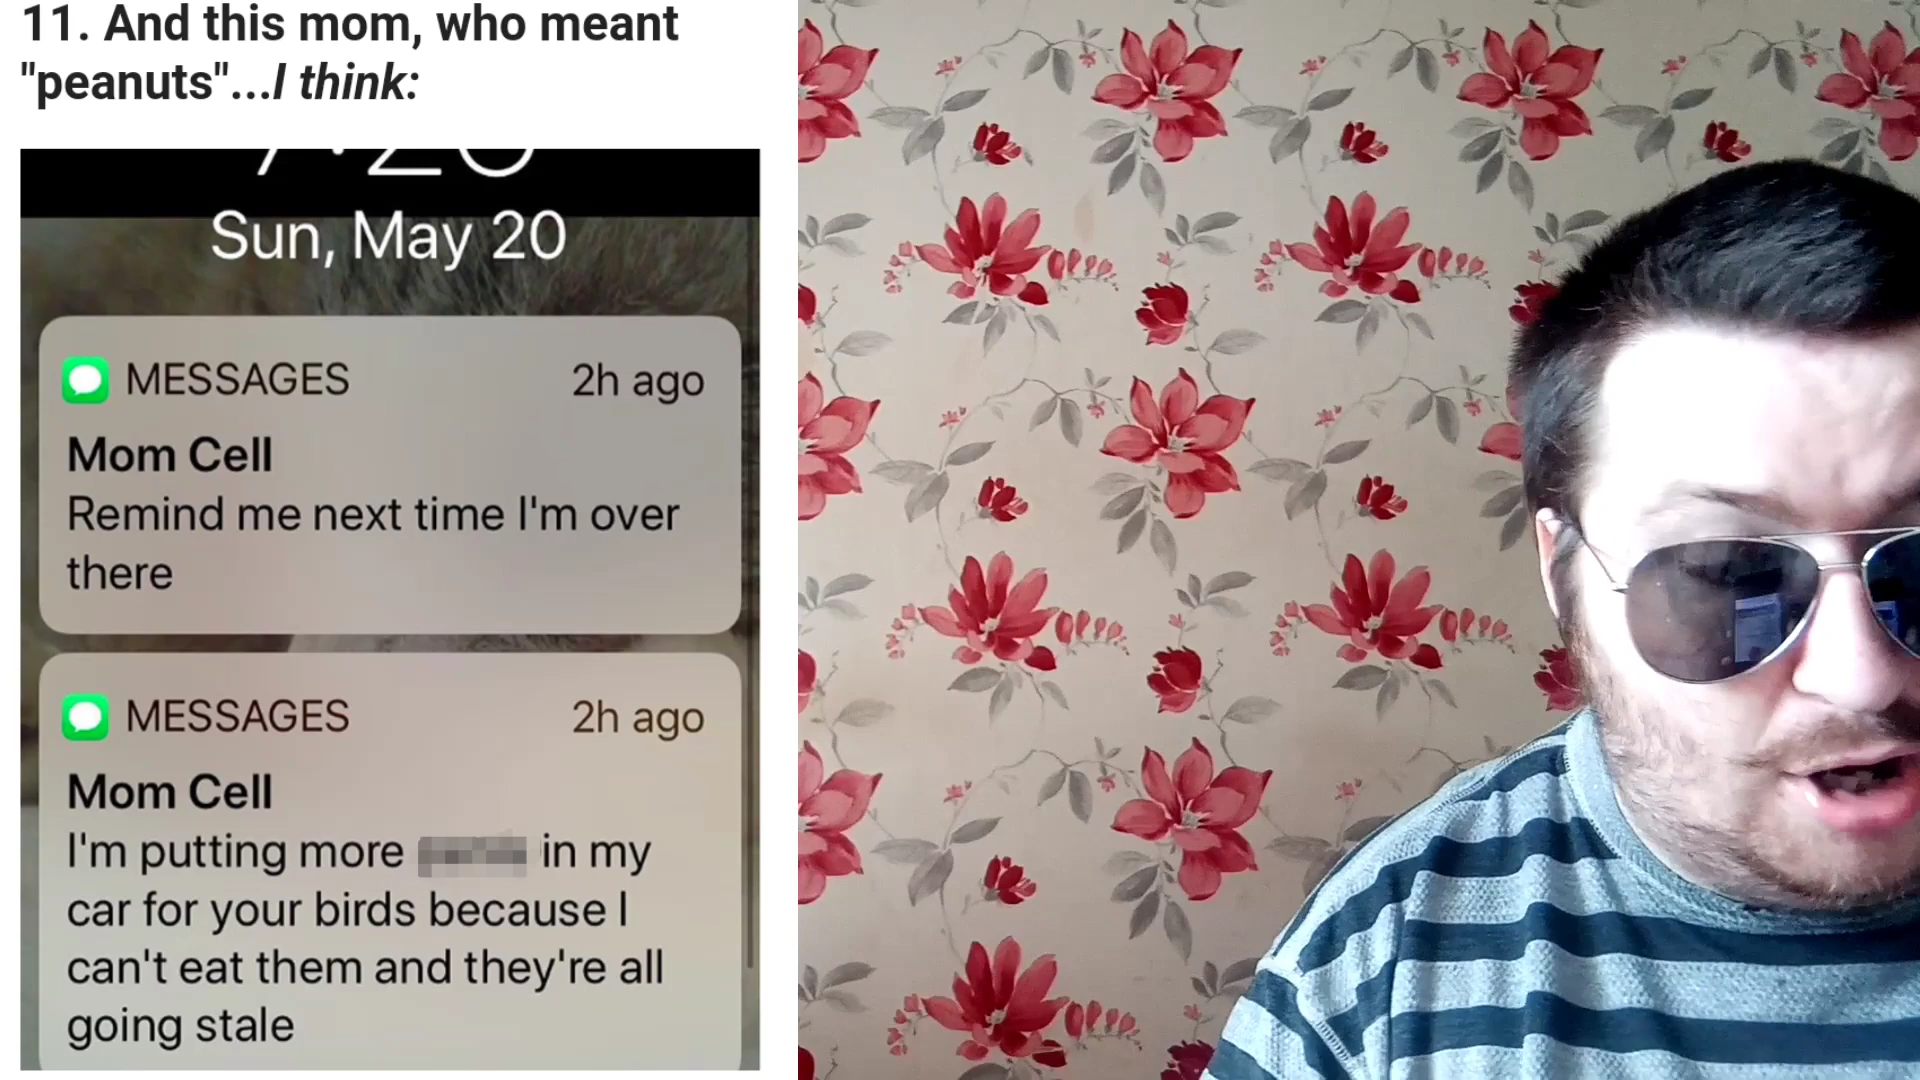 11. And this mom, who meant
"peanuts"...I think:
Sun, May 20
MESSAGES 2h ago
Mom Cell
Remind me next time I'm over
there
MESSAGES 2h ago
Mom Cell
I'm putting more in my
car for your birds because I
can't eat them and they're all
going stale